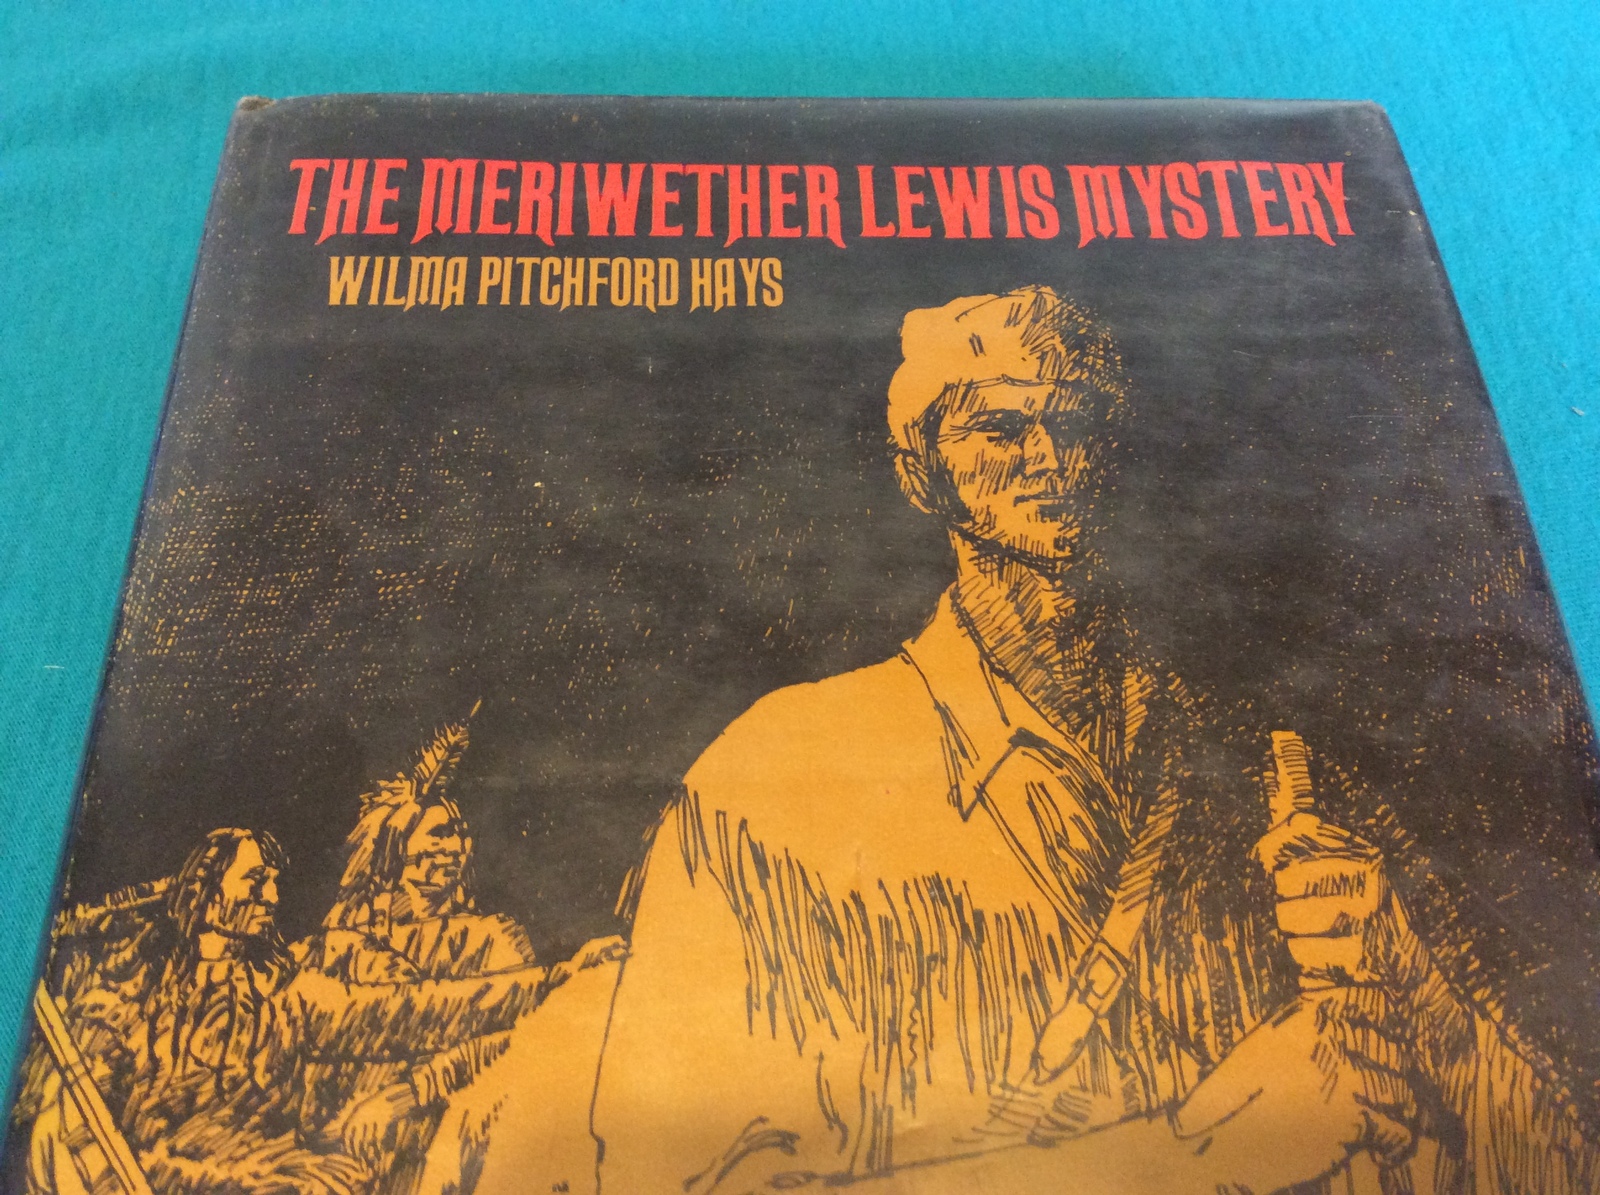 THE MERIWETHER LEWIS MYSTERY
WILMA PITCHFORD HAYS